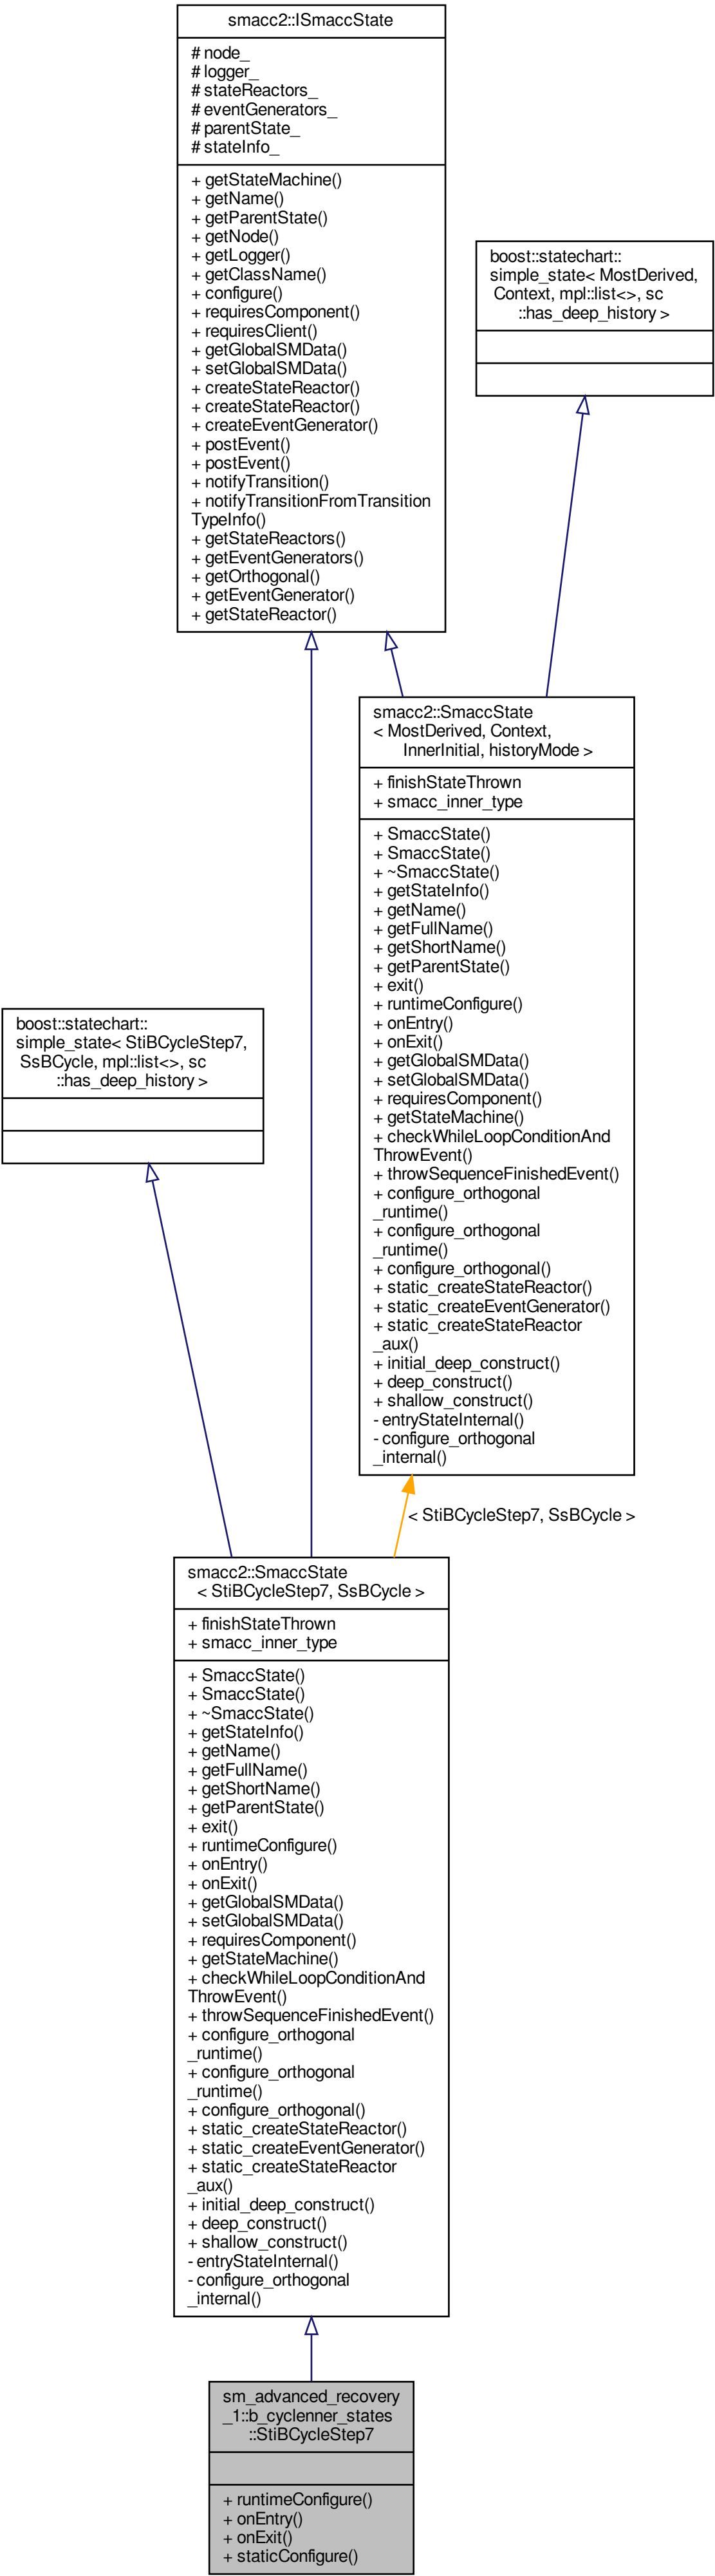 smacc2::ISmaccState
# node_
# logger_
# stateReactors_
# eventGenerators_
# parentState_
# stateInfo_
+ getStateMachine()
+ getName()
+ getParentState()
+ getNode()
+ getLogger()
+ getClassName()
+ configure()
+ requiresComponent()
+ requiresClient()
+ getGlobalSMData()
+ setGlobalSMData()
+ createStateReactor()
+ createStateReactor()
+ createEventGenerator()
+ postEvent()
+ postEvent()
+ notifyTransition()
+ notifyTransitionFromTransition
TypeInfo()
+ getStateReactors()
+ getEventGenerators()
+ getOrthogonal()
+ getEventGenerator()
+ getStateReactor()
boost::statechart::
simple_state< MostDerived,
Context, mpl::list<>, sc
::has_deep_history >
smacc2::SmaccState
< MostDerived, Context,
InnerInitial, historyMode >
+ finishStateThrown
+ smacc_inner_type
+ SmaccState()
+ SmaccState()
+ ~SmaccState()
+ getStateInfo()
+ getName()
+ getFullName()
+ getShortName()
+ getParentState()
+ exit()
+ runtimeConfigure()
+ onEntry()
+ onExit()
+ getGlobalSMData()
+ setGlobalSMData()
+ requiresComponent()
+ getStateMachine()
+ checkWhileLoopConditionAnd
ThrowEvent()
+ throwSequenceFinishedEvent()
+ configure_orthogonal
_runtime()
+ configure_orthogonal
_runtime()
+ configure_orthogonal()
+ static_createStateReactor()
+ static_createEventGenerator()
+ static_createStateReactor
_aux()
+ initial_deep_construct()
+ deep_construct()
+ shallow_construct()
- entryStateInternal()
- configure_orthogonal
_internal()
boost::statechart::
simple_state< StiBCycleStep7,
SsBCycle, mpl::list<>, sc
::has_deep_history >
< StiBCycleStep7, SsBCycle >
smacc2::SmaccState
< StiBCycleStep7, SsBCycle >
+ finishStateThrown
+ smacc_inner_type
+ SmaccState()
+ SmaccState()
+ ~SmaccState()
+ getStateInfo()
+ getName()
+ getFullName()
+ getShortName()
+ getParentState()
+ exit()
+ runtimeConfigure()
+ onEntry()
+ onExit()
+ getGlobalSMData()
+ setGlobalSMData()
+ requiresComponent()
+ getStateMachine()
+ checkWhileLoopConditionAnd
ThrowEvent()
+ throwSequenceFinishedEvent()
+ configure_orthogonal
_runtime()
+ configure_orthogonal
_runtime()
+ configure_orthogonal()
+ static_createStateReactor()
+ static_createEventGenerator()
+ static_createStateReactor
_aux()
+ initial_deep_construct()
+ deep_construct()
+ shallow_construct()
- entryStateInternal()
- configure_orthogonal
_internal()
sm_advanced_recovery
_1::b_cyclenner_states
::StiBCycleStep7
+ runtimeConfigure()
+ onEntry()
+ onExit()
+ staticConfigure()